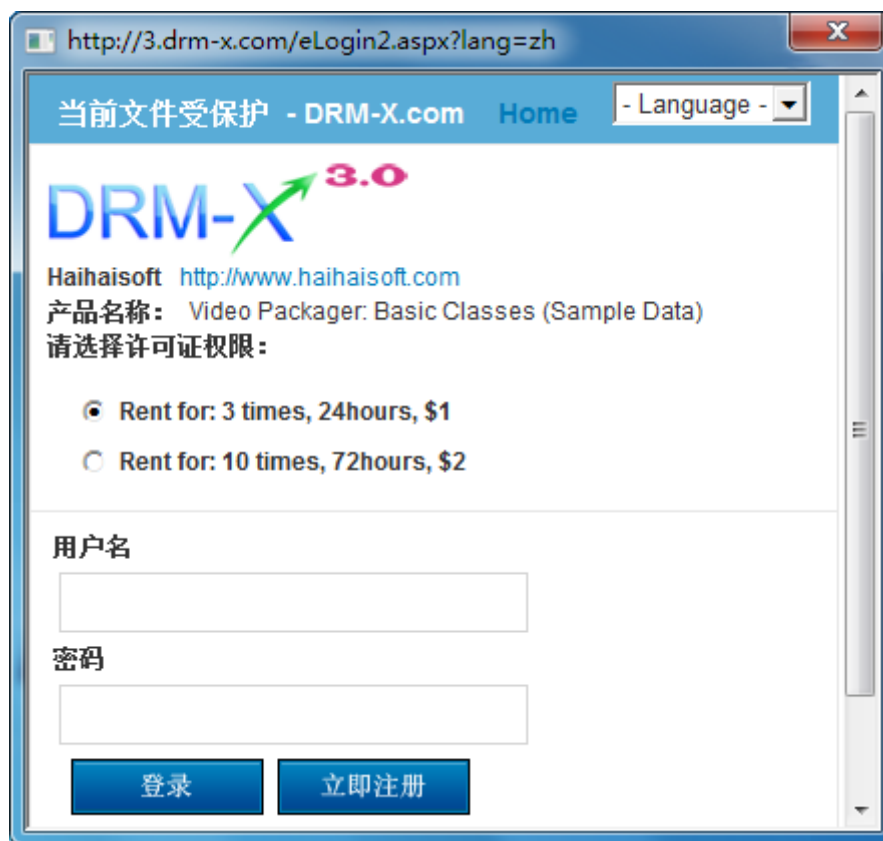 http://3.drm-x.com/eLogin2.aspx?lang=zh
当前文件受保护 - DRM-X.com Home - Language -
DRM-X 3.0
Haihaisoft http://www.haihaisoft.com
产品名称: Video Packager: Basic Classes (Sample Data)
请选择许可证权限:
Rent for: 3 times, 24hours, $1
Rent for: 10 times, 72hours, $2
用户名
密码
登录 立即注册